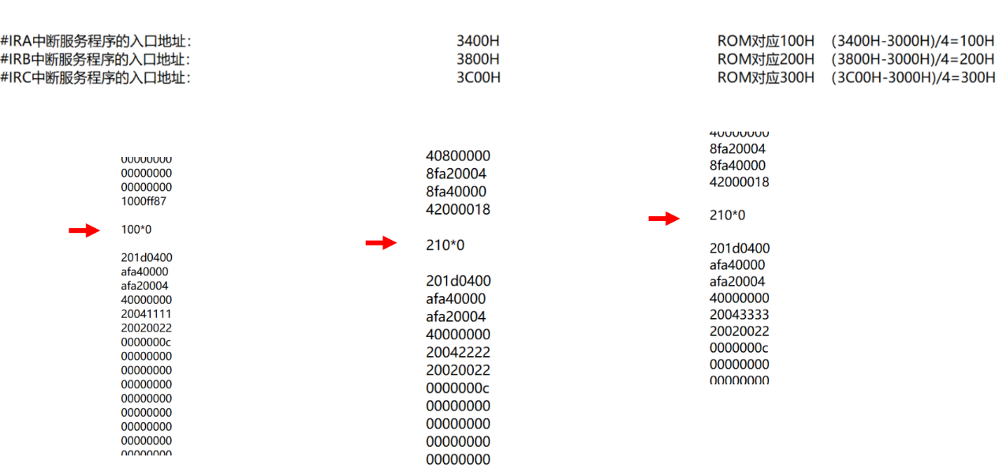 #IRA中断服务程序的入口地址： 3400H ROM对应100H (3400H-3000H)/4=100H
#IRB中断服务程序的入口地址： 3800H ROM对应200H (3800H-3000H)/4=200H
#IRC中断服务程序的入口地址： 3C00H ROM对应300H (3C00H-3000H)/4=300H
00000000
00000000
00000000
1000ff87
100*0
201d0400
afa40000
afa20004
40000000
20041111
20020022
0000000c
00000000
00000000
00000000
00000000
00000000
00000000
00000000
00000000
40800000
8fa20004
8fa40000
42000018
210*0
201d0400
afa40000
afa20004
40000000
20042222
20020022
0000000c
00000000
00000000
00000000
00000000
40000000
8fa20004
8fa40000
42000018
210*0
201d0400
afa40000
afa20004
40000000
20043333
20020022
0000000c
00000000
00000000